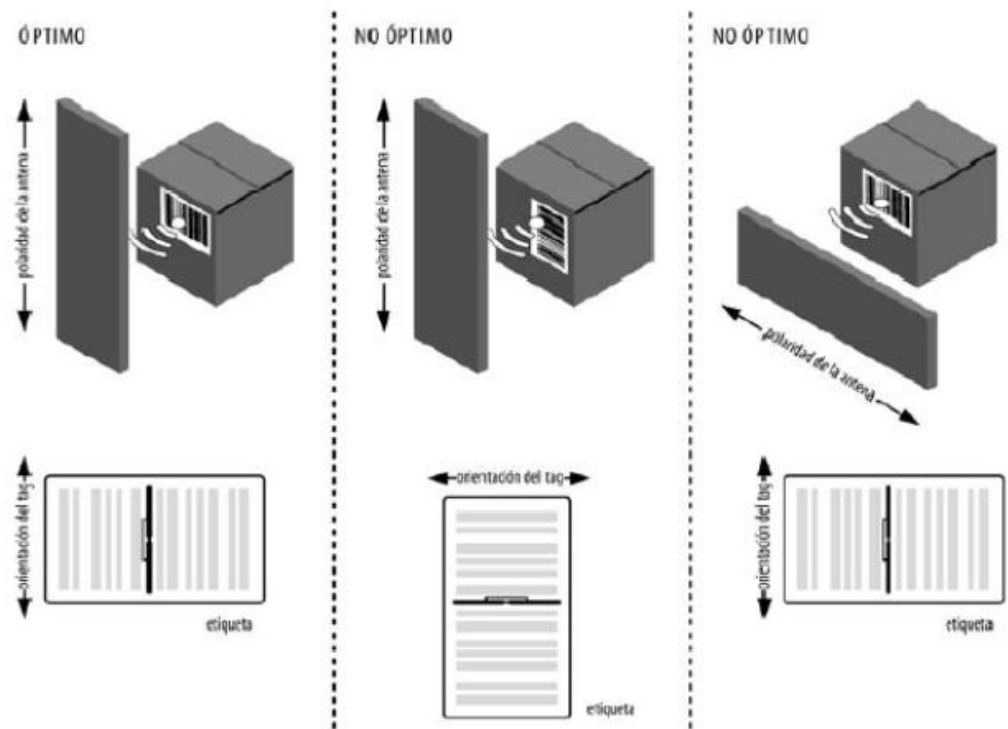 ÓPTIMO
NO ÓPTIMO
NO ÓPTIMO
polaridad de la antena
polaridad de la antena
polaridad de la antena
orientación del tag
etiqueta
orientación del tag
etiqueta
orientación del tag
etiqueta